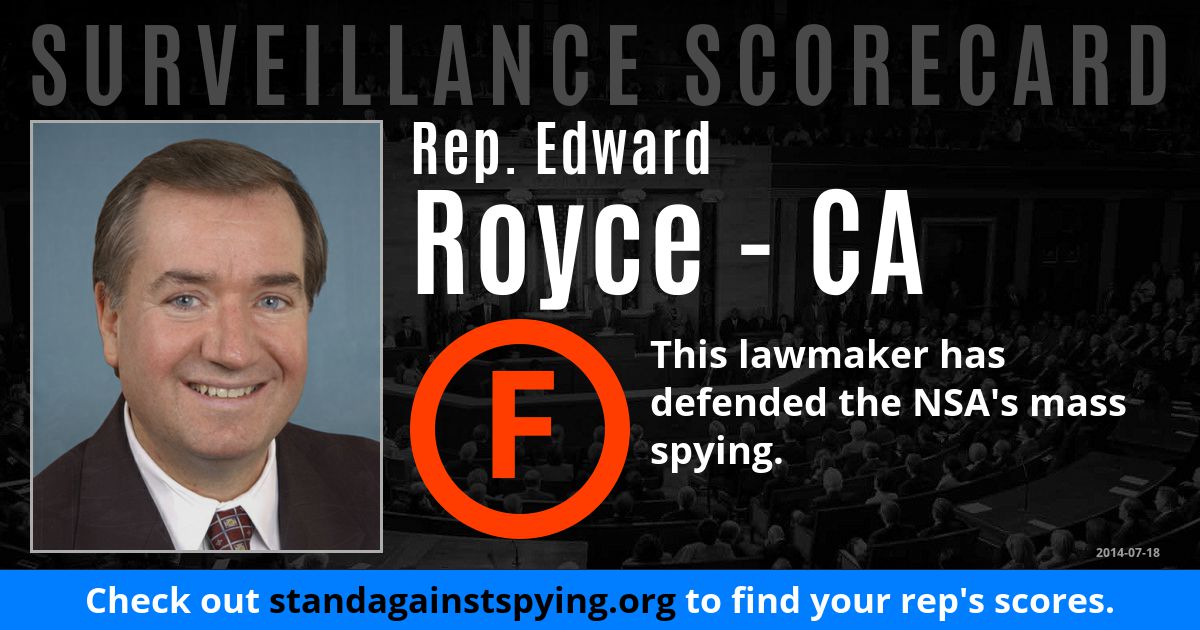 SURVEILLANCE SCORECARD
Rep. Edward
Royce - CA
F
This lawmaker has
defended the NSA's mass
spying.
2014-07-18
Check out standagainstspying.org to find your rep's scores.